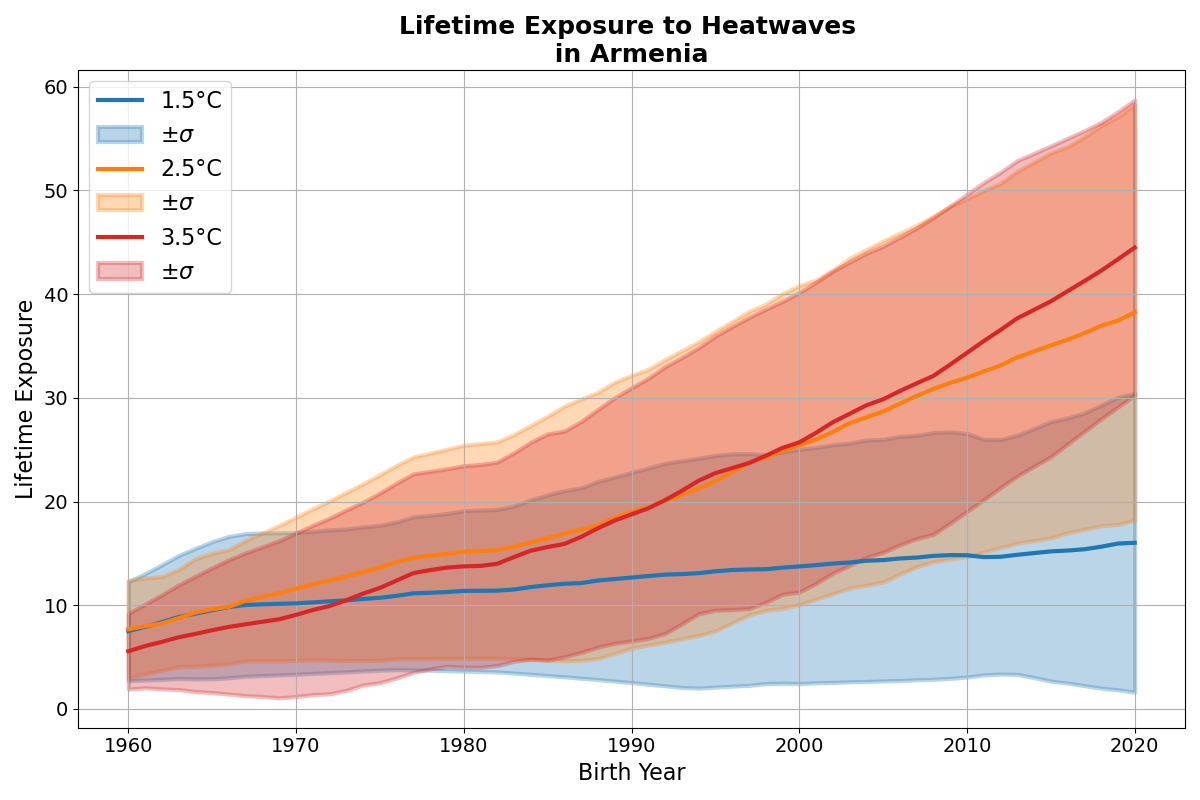 Lifetime Exposure to Heatwaves
in Armenia
1.5°C
±σ
2.5°C
±σ
3.5°C
±σ
Lifetime Exposure
60
50
40
30
20
10
0
1960 1970 1980 1990 2000 2010 2020
Birth Year